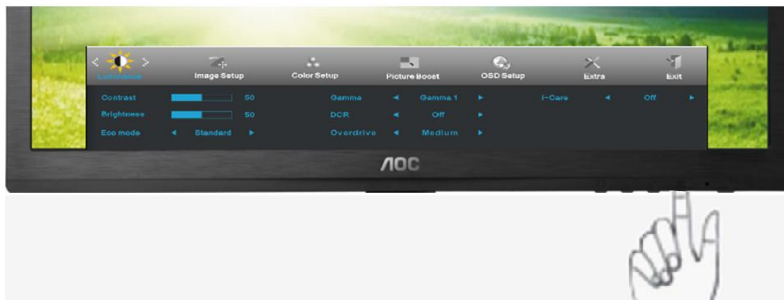 Luminance
Image Setup
Color Setup
Picture Boost
OSD Setup
Extra
Exit
Contrast 50 Gamma Gamma 1 I-Care Off
Brightness 50 DCR Off
Eco mode Standard Overdrive Medium
AOC